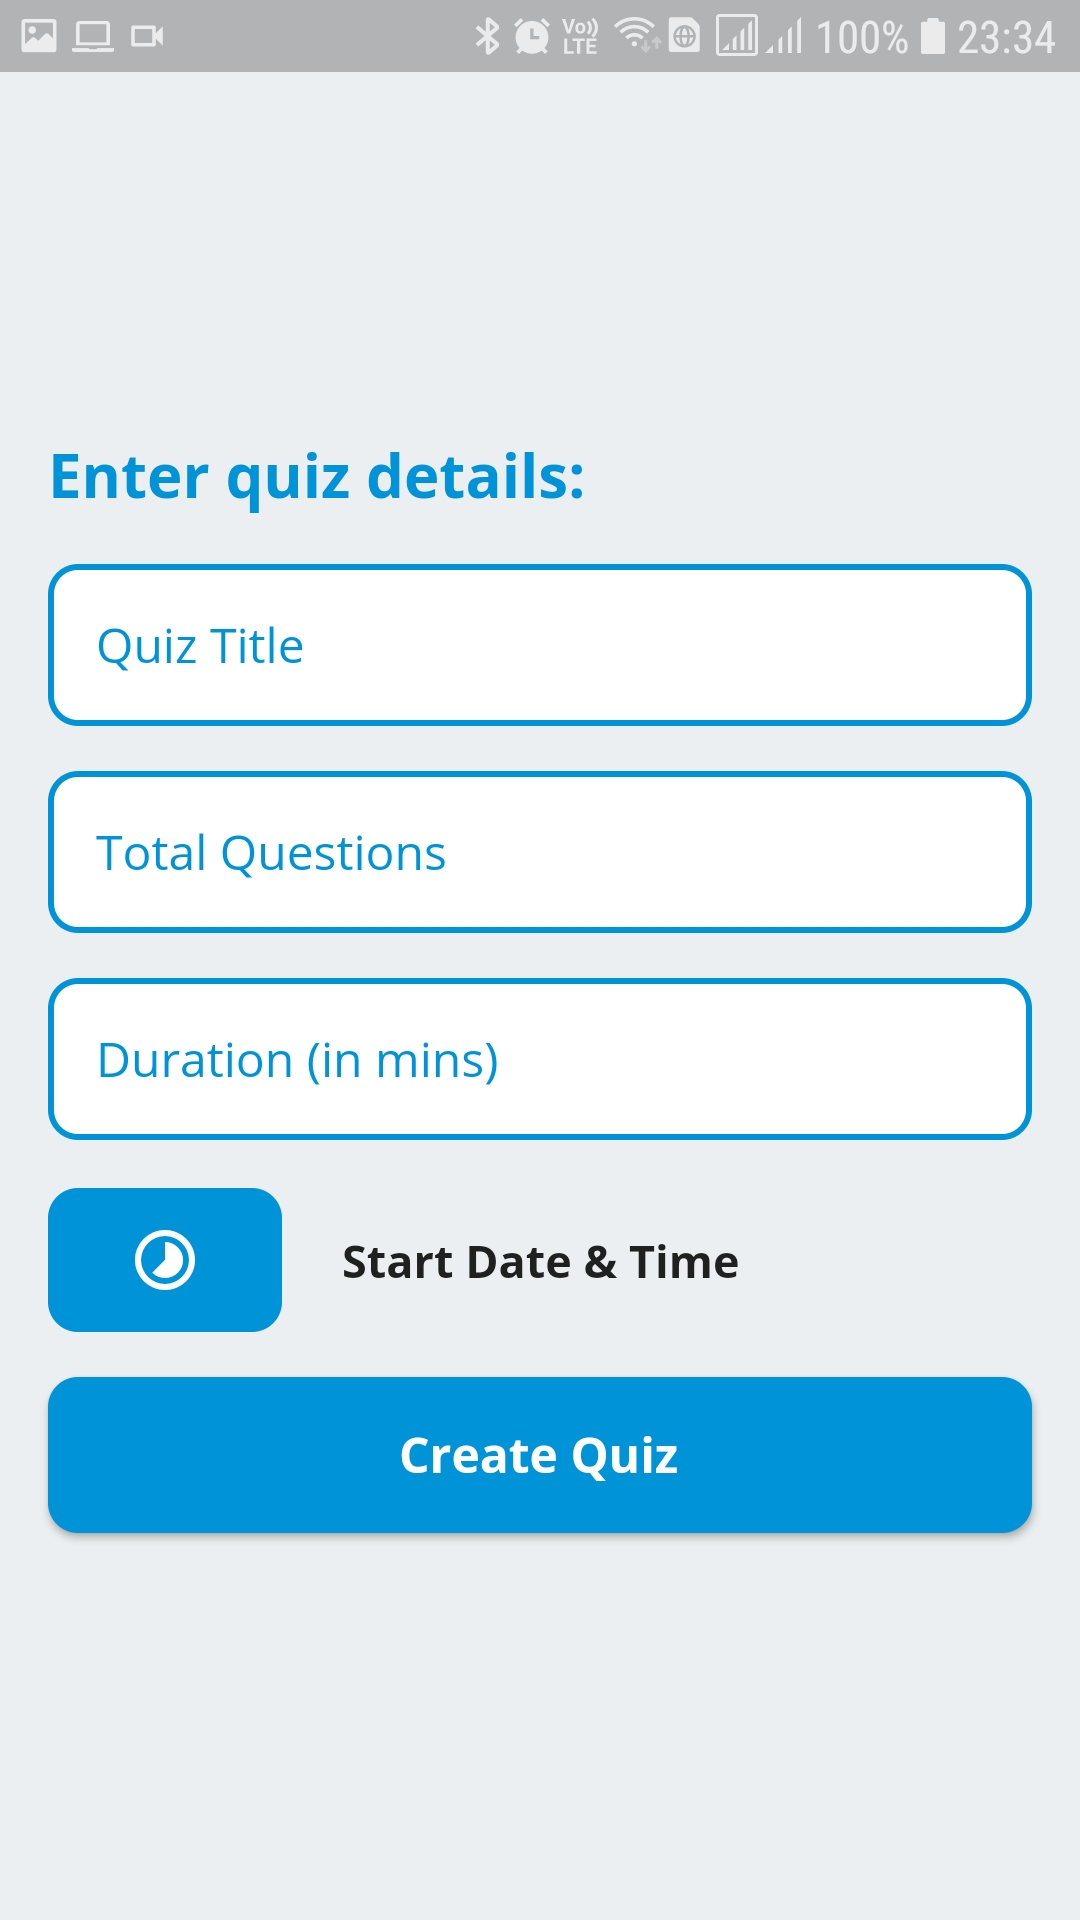 Vo)) LTE 100% 23:34
Enter quiz details:
Quiz Title
Total Questions
Duration (in mins)
Start Date & Time
Create Quiz